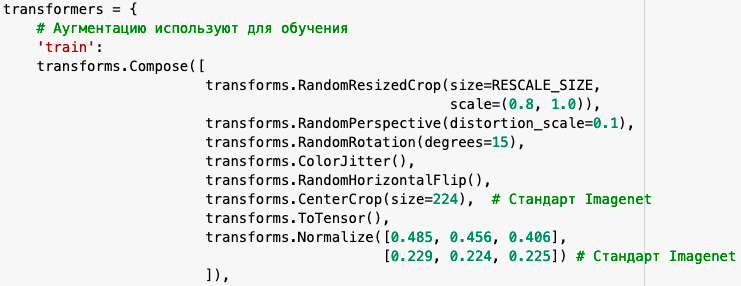 transformers = {
# Аугментацию используют для обучения
'train':
transforms.Compose([
transforms.RandomResizedCrop(size=RESCALE_SIZE,
scale=(0.8, 1.0)),
transforms.RandomPerspective(distortion_scale=0.1),
transforms.RandomRotation(degrees=15),
transforms.ColorJitter(),
transforms.RandomHorizontalFlip(),
transforms.CenterCrop(size=224),  # Стандарт Imagenet
transforms.ToTensor(),
transforms.Normalize([0.485, 0.456, 0.406],
[0.229, 0.224, 0.225]) # Стандарт Imagenet
]),